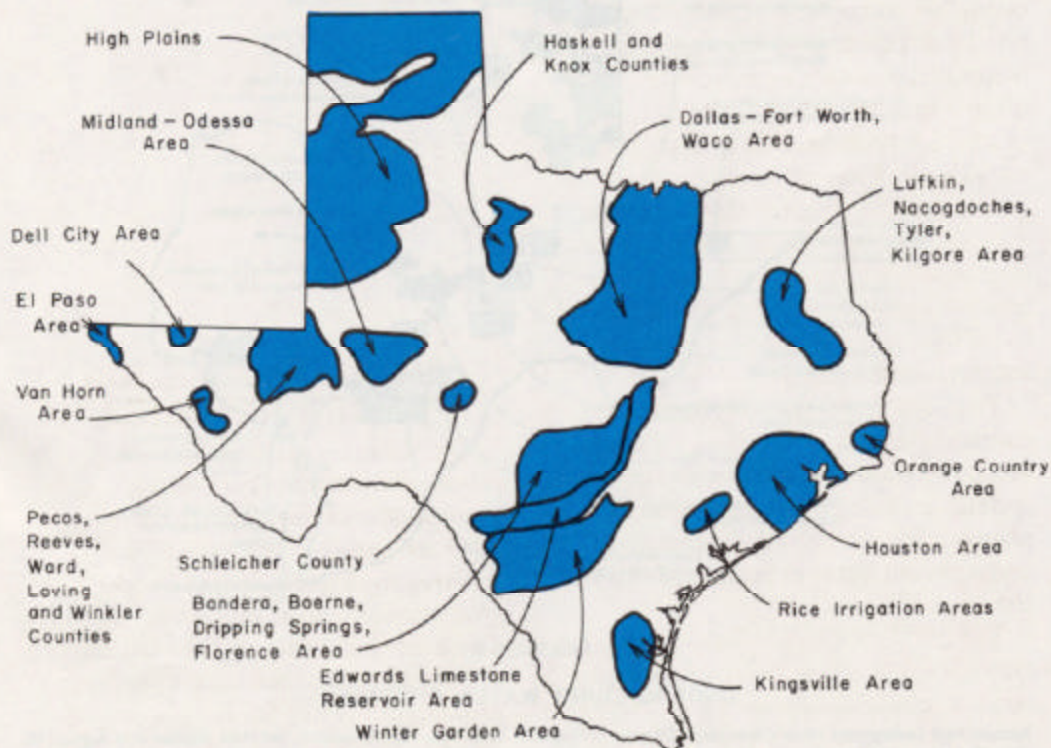 High Plains
Haskell and
Knox Counties
Midland-Odessa
Area
Dallas-Fort Worth,
Waco Area
Lufkin,
Nacogdoches,
Tyler,
Kilgore Area
Dell City Area
El Paso
Area
Van Horn
Area
Orange Country
Area
Pecos,
Reeves,
Ward,
Loving
and Winkler
Counties
Schleicher County
Houston Area
Bandera, Boerne,
Dripping Springs,
Florence Area
Rice Irrigation Areas
Edwards Limestone
Reservoir Area
Kingsville Area
Winter Garden Area